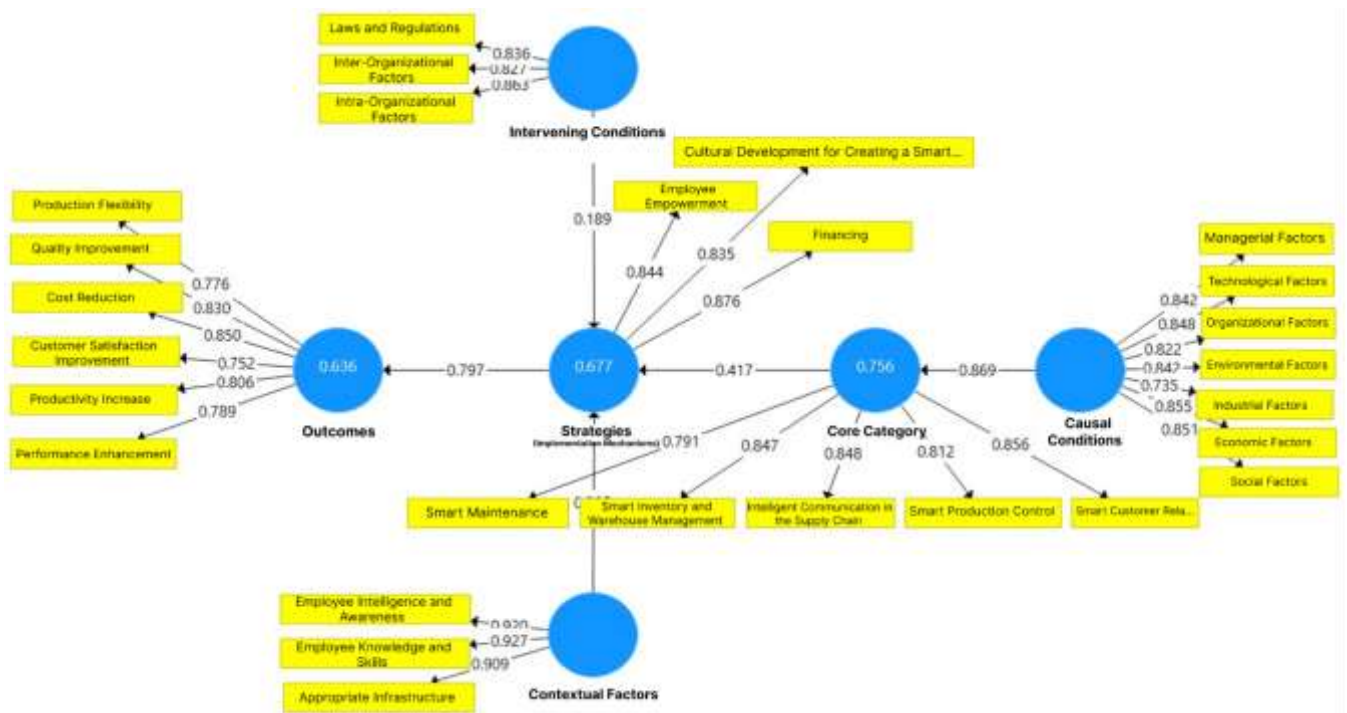 Laws and Regulations
0.836
Inter-Organizational
Factors
0.827
0.863
Intra-Organizational
Factors
Intervening Conditions
Cultural Development for Creating a Smart...
Employee
Empowerment
Financing
0.189
0.835
0.844
0.876
Production Flexibility
Quality Improvement
Cost Reduction
Customer Satisfaction
Improvement
Productivity Increase
Performance Enhancement
0.776
0.830
0.850
0.752
0.806
0.789
0.636
Outcomes
0.797
0.677
Strategies
(Implementation Mechanisms)
0.417
0.756
Core Category
0.869
Causal
Conditions
Managerial Factors
Technological Factors
Organizational Factors
Environmental Factors
Industrial Factors
Economic Factors
Social Factors
0.842
0.848
0.822
0.842
0.735
0.855
0.851
0.791
0.847
0.848
0.812
0.856
Smart Maintenance
Smart Inventory and
Warehouse Management
Intelligent Communication in
the Supply Chain
Smart Production Control
Smart Customer Rela...
Employee Intelligence and
Awareness
0.920
Employee Knowledge and
Skills
0.927
0.909
Appropriate Infrastructure
Contextual Factors